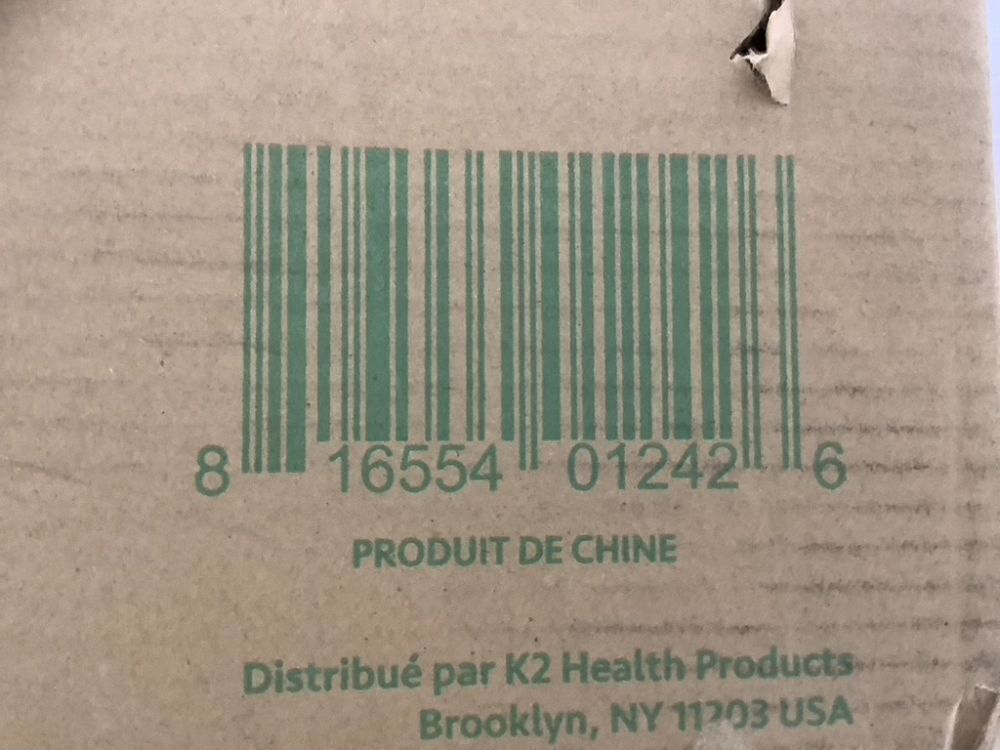 8 16554 01242 6
PRODUIT DE CHINE
Distribué par K2 Health Products
Brooklyn, NY 11203 USA